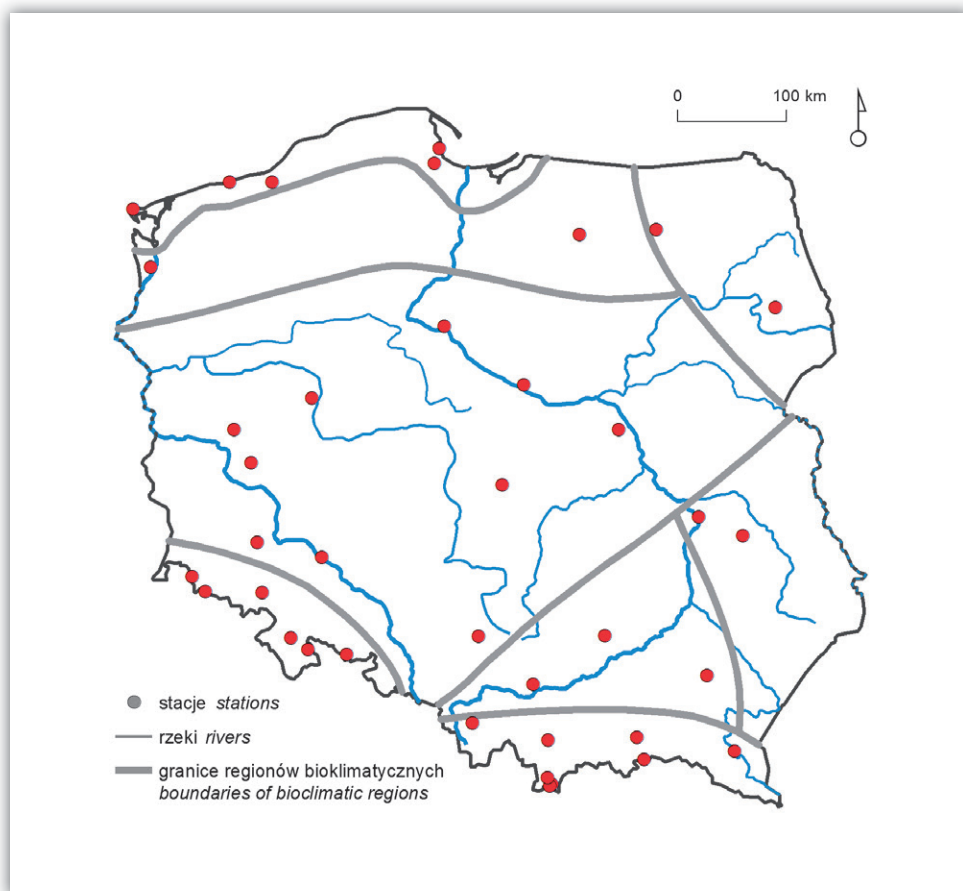 0 100 km
stacje stations
rzeki rivers
granice regionów bioklimatycznych
boundaries of bioclimatic regions